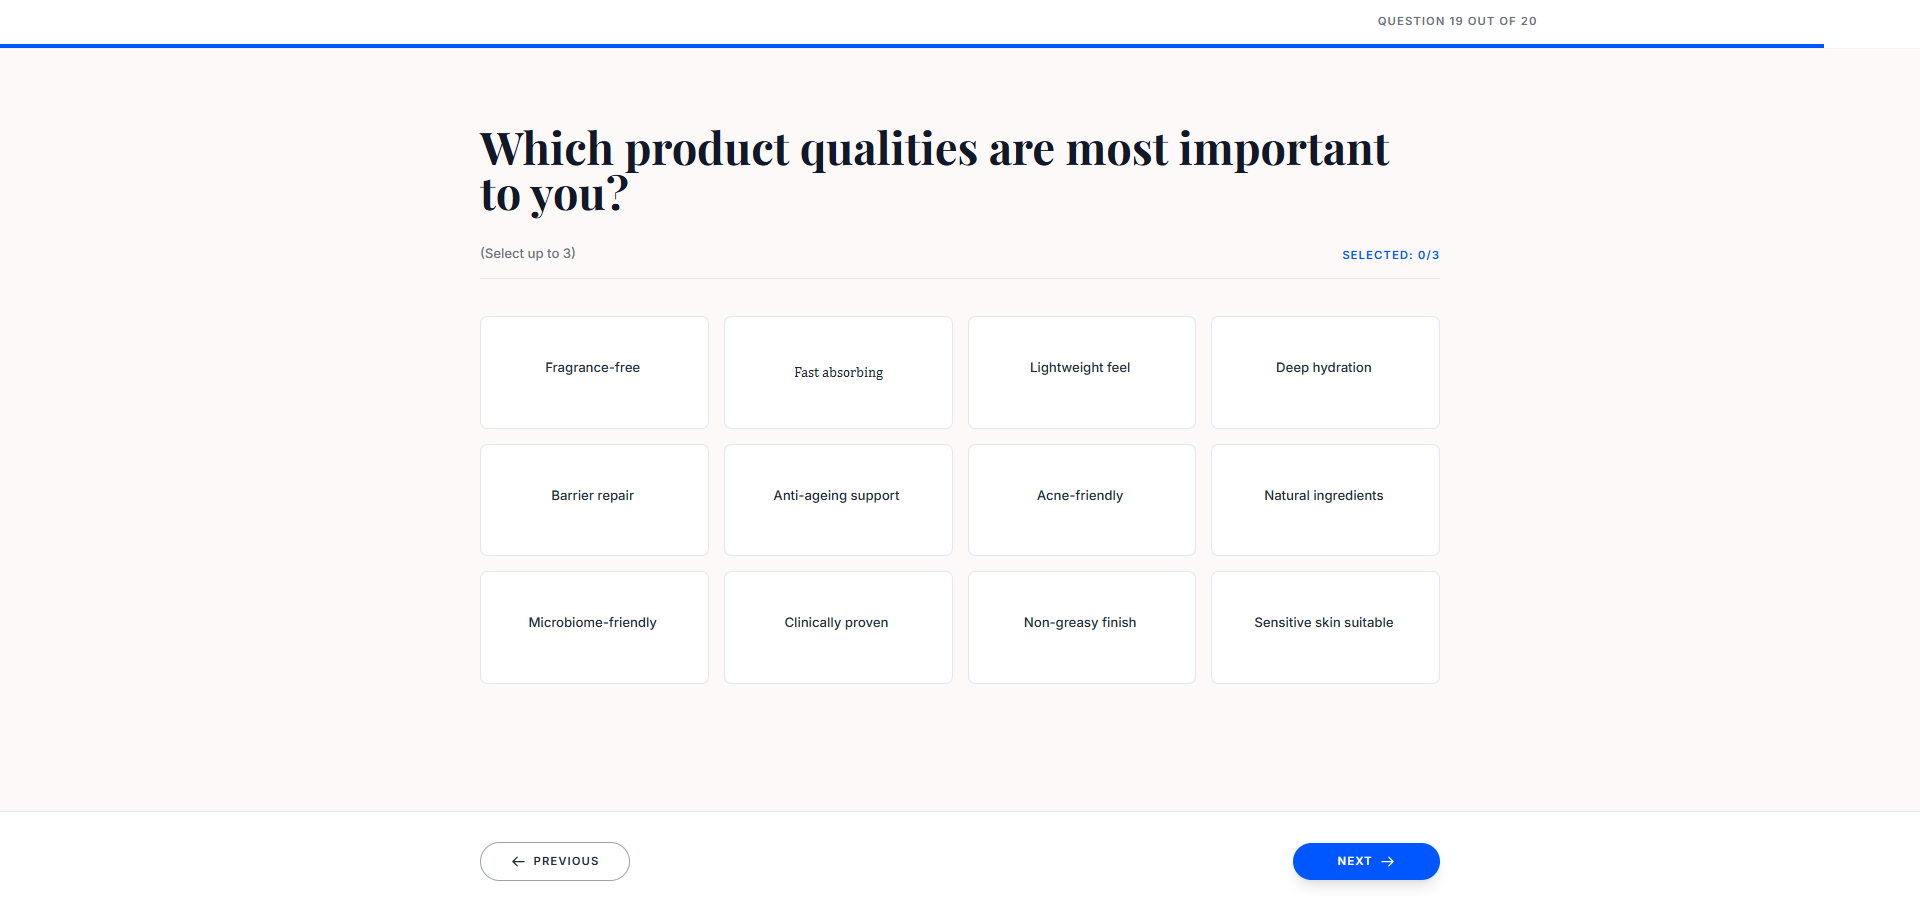 QUESTION 19 OUT OF 20
Which product qualities are most important
to you?
(Select up to 3)
SELECTED: 0/3
Fragrance-free
Fast absorbing
Lightweight feel
Deep hydration
Barrier repair
Anti-ageing support
Acne-friendly
Natural ingredients
Microbiome-friendly
Clinically proven
Non-greasy finish
Sensitive skin suitable
PREVIOUS
NEXT